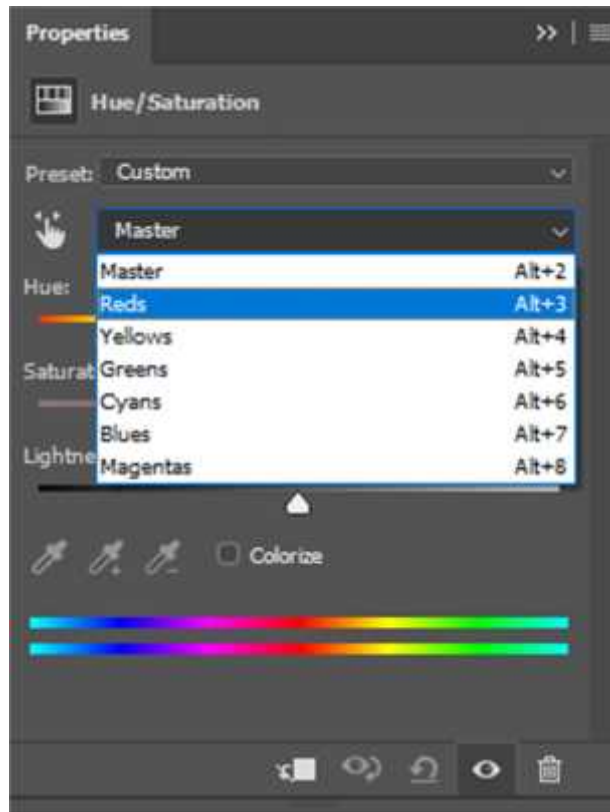 Properties
Hue/Saturation
Preset: Custom
Master
Master Alt+2
Hue:
Reds Alt+3
Yellows Alt+4
Saturat Greens Alt+5
Cyans Alt+6
Blues Alt+7
Lightne
Magentas Alt+8
Colorize